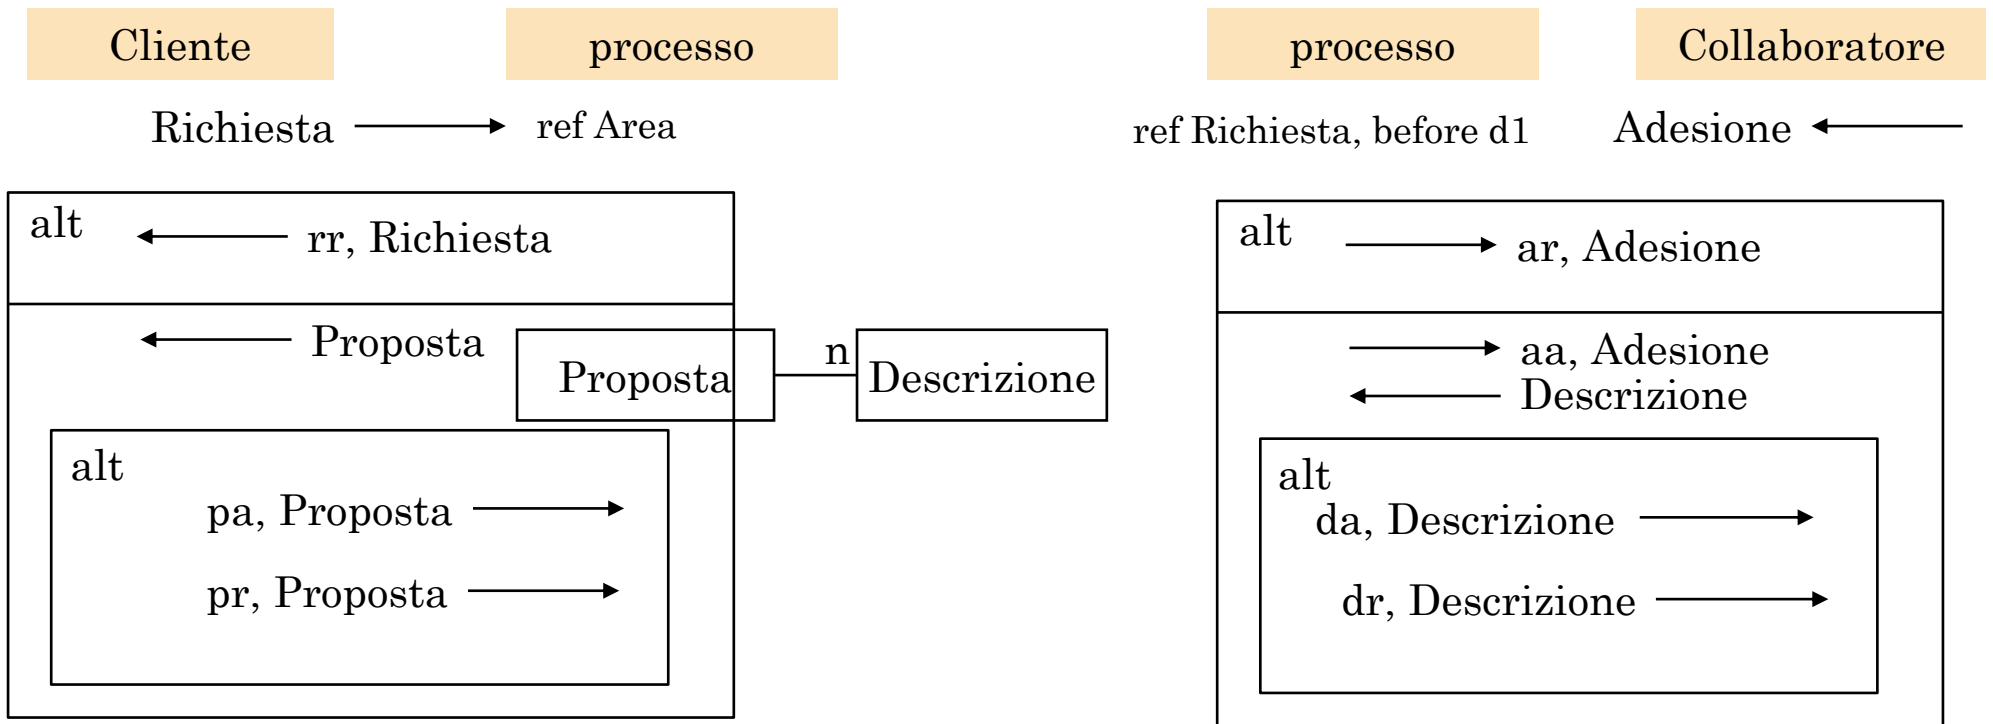 Cliente
processo
Richiesta
ref Area
alt
rr, Richiesta
Proposta
Proposta
n
Descrizione
alt
pa, Proposta
pr, Proposta
processo
Collaboratore
ref Richiesta, before d1
Adesione
alt
ar, Adesione
aa, Adesione
Descrizione
alt
da, Descrizione
dr, Descrizione